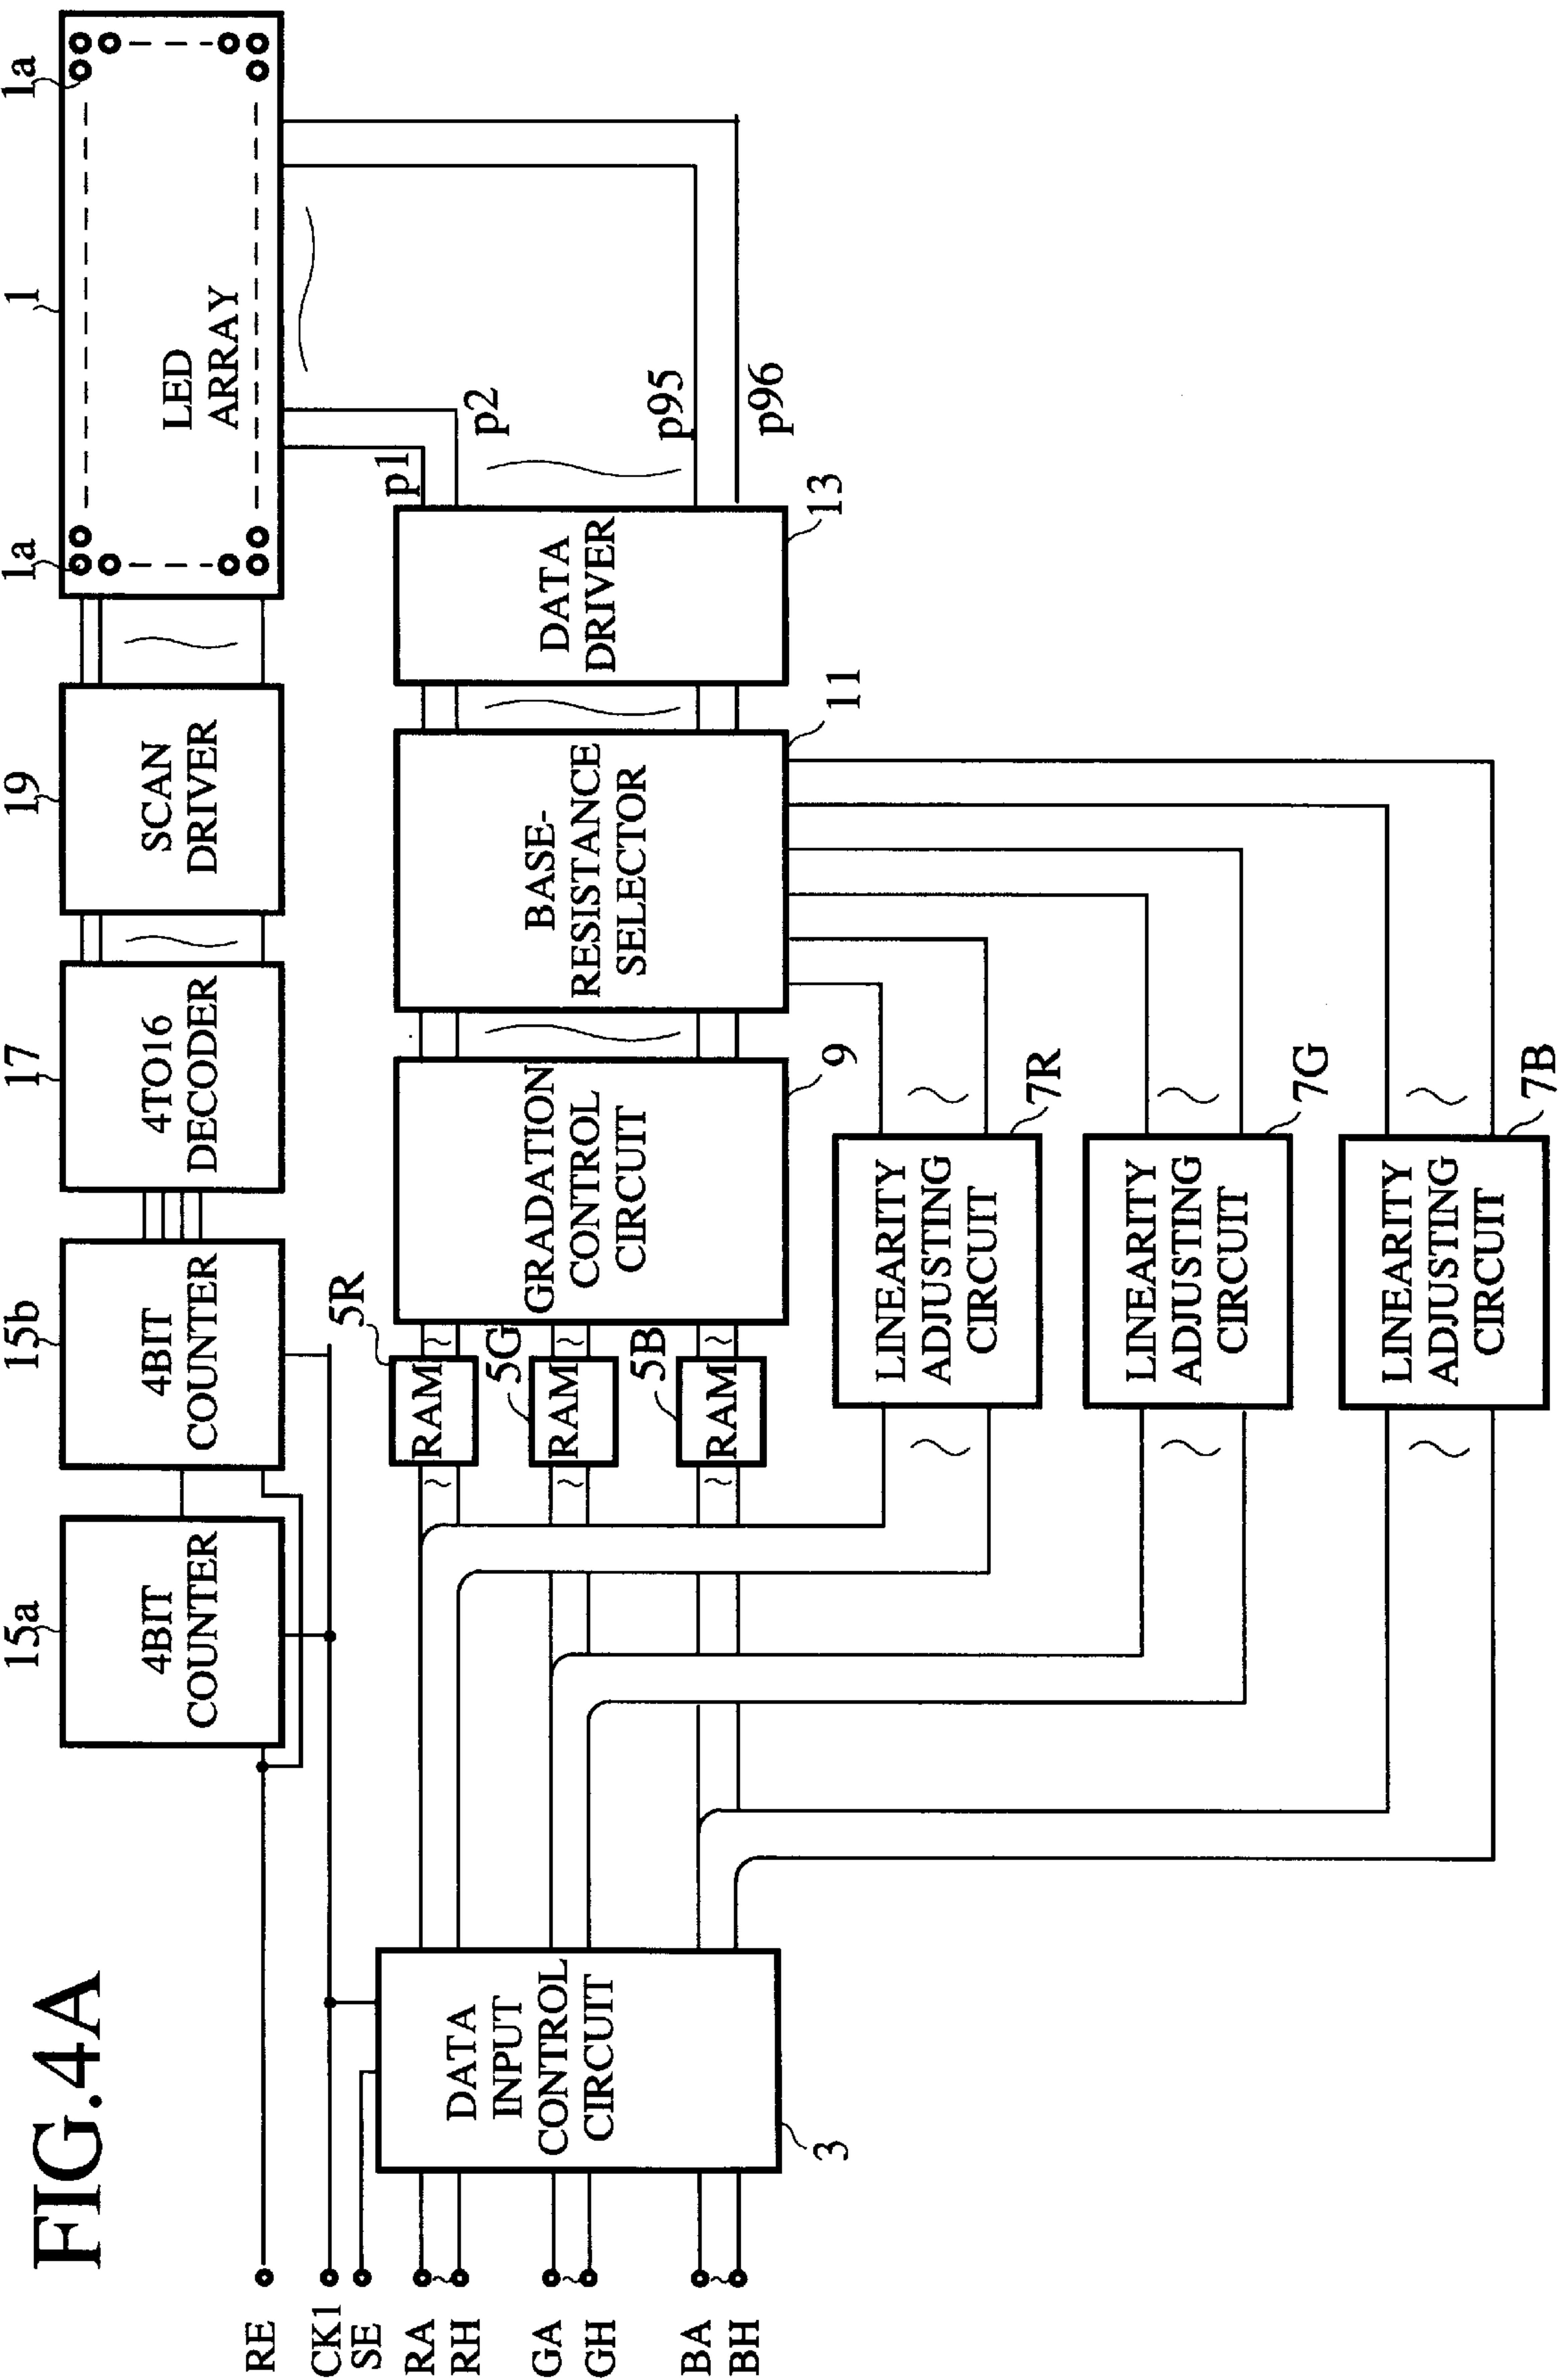 FIG.4A
RE
CK1
SE
RA
RH
GA
GH
BA
BH
DATA
INPUT
CONTROL
CIRCUIT
3
15a
4BIT
COUNTER
15b
4BIT
COUNTER
17
4TO16
DECODER
19
SCAN
DRIVER
1a
1
1a
LED
ARRAY
5R
RAM
5G
RAM
5B
RAM
GRADATION
CONTROL
CIRCUIT
9
BASE-
RESISTANCE
SELECTOR
11
DATA
DRIVER
13
p1
p2
p95
p96
LINEARITY
ADJUSTING
CIRCUIT
7R
LINEARITY
ADJUSTING
CIRCUIT
7G
LINEARITY
ADJUSTING
CIRCUIT
7B